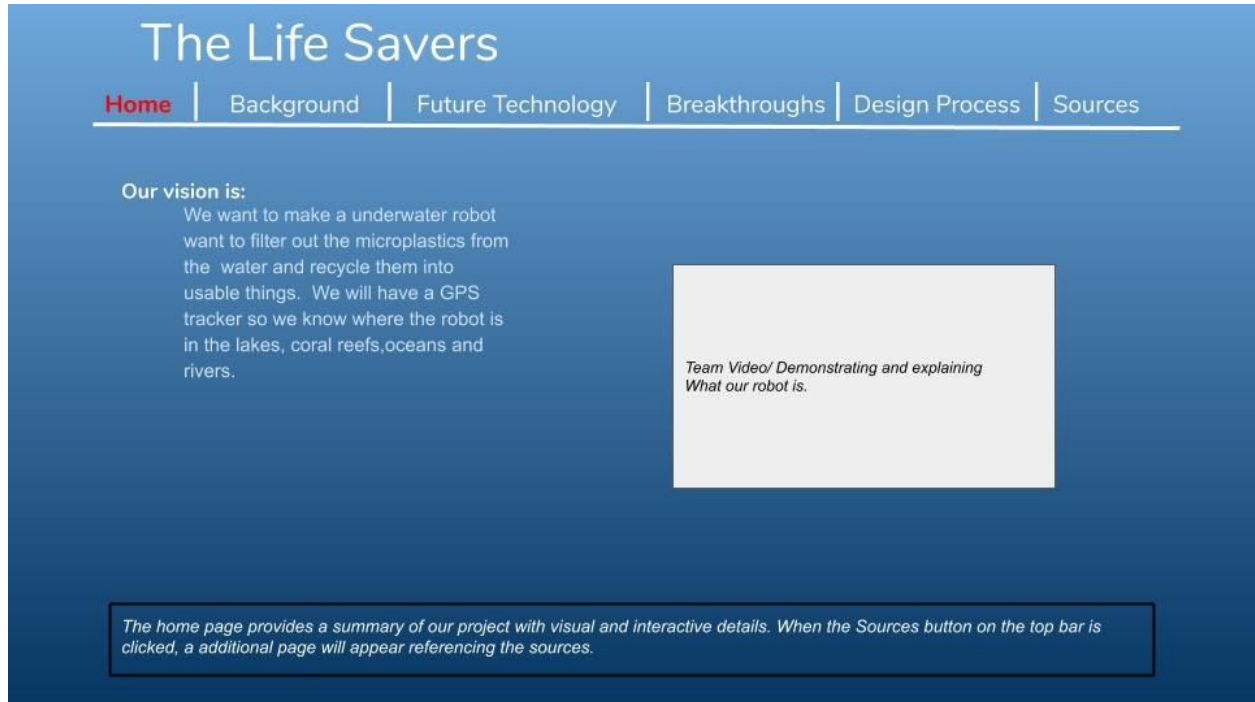 The Life Savers
Home | Background | Future Technology | Breakthroughs | Design Process | Sources
Our vision is:
We want to make a underwater robot
want to filter out the microplastics from
the  water and recycle them into
usable things.  We will have a GPS
tracker so we know where the robot is
in the lakes, coral reefs,oceans and
rivers.
Team Video/ Demonstrating and explaining
What our robot is.
The home page provides a summary of our project with visual and interactive details. When the Sources button on the top bar is
clicked, a additional page will appear referencing the sources.